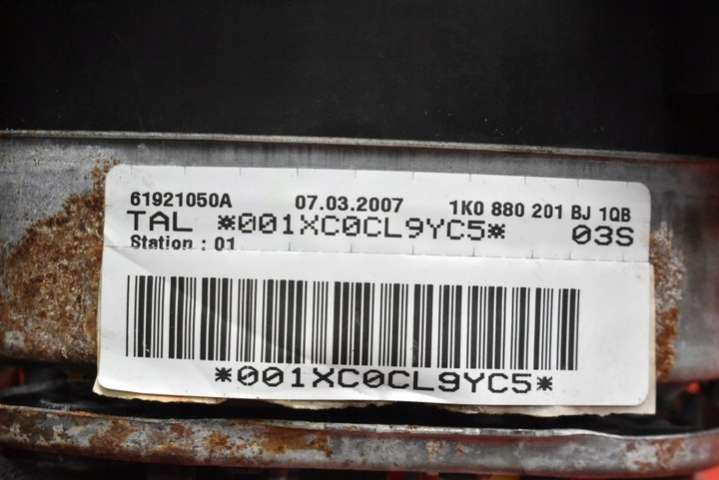 61921050A 07.03.2007 1K0 880 201 BJ 1QB
TAL *001XC0CL9YC5* 03S
Station : 01
*001XC0CL9YC5*